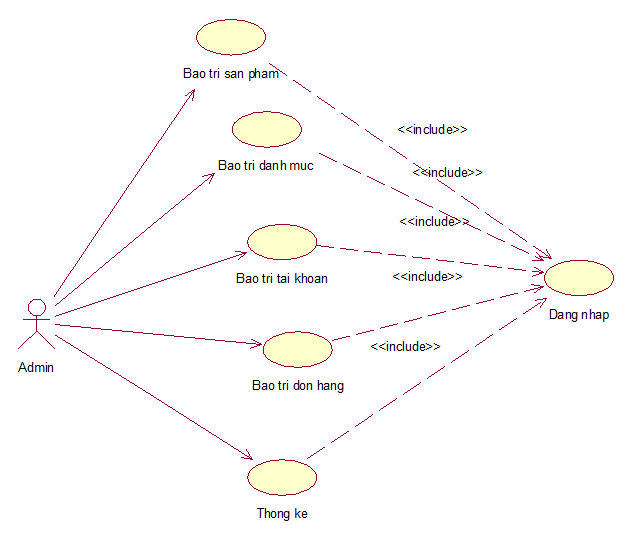 Bao tri san pham
<<include>>
Bao tri danh muc
<<include>>
<<include>>
Bao tri tai khoan
<<include>>
Dang nhap
<<include>>
Admin
Bao tri don hang
Thong ke